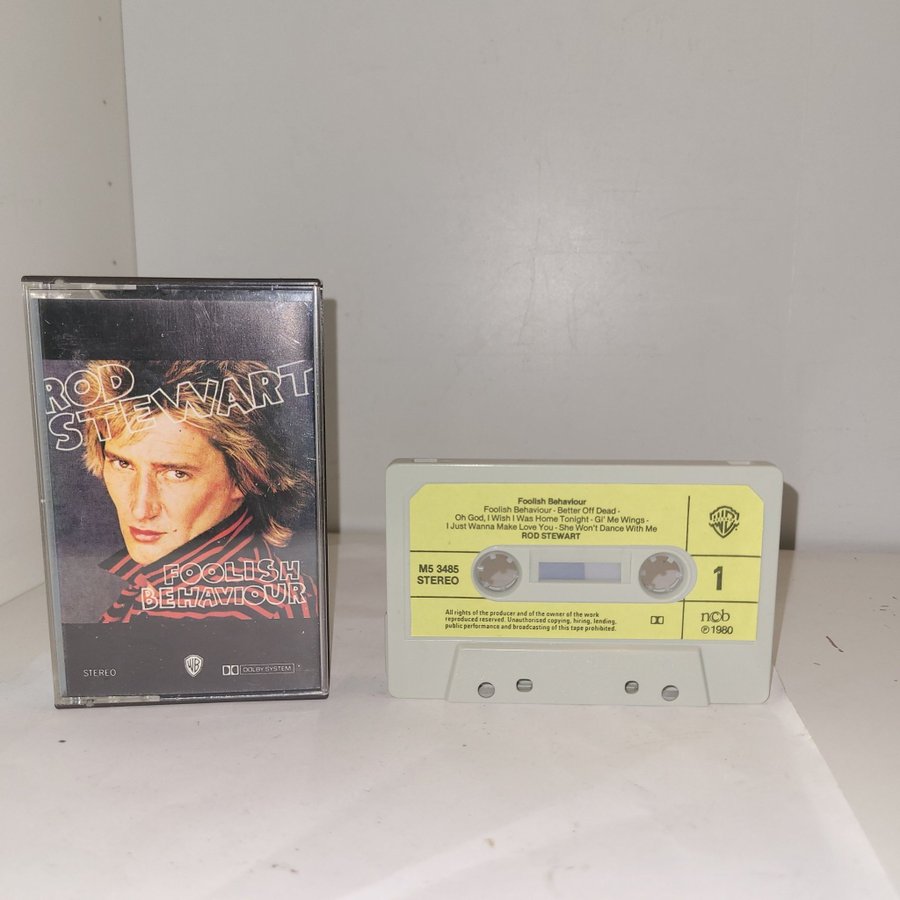 ROD
STEWART
FOOLISH
BEHAVIOUR
STEREO
DOLBY SYSTEM
Foolish Behaviour
Foolish Behaviour - Better Off Dead -
Oh God, I Wish I Was Home Tonight - Gi' Me Wings -
I Just Wanna Make Love You - She Won't Dance With Me
ROD STEWART
M5 3485
STEREO
1
All rights of the producer and of the owner of the work
reproduced reserved. Unauthorised copying, hiring, lending,
public performance and broadcasting of this tape prohibited.
ncb
℗ 1980